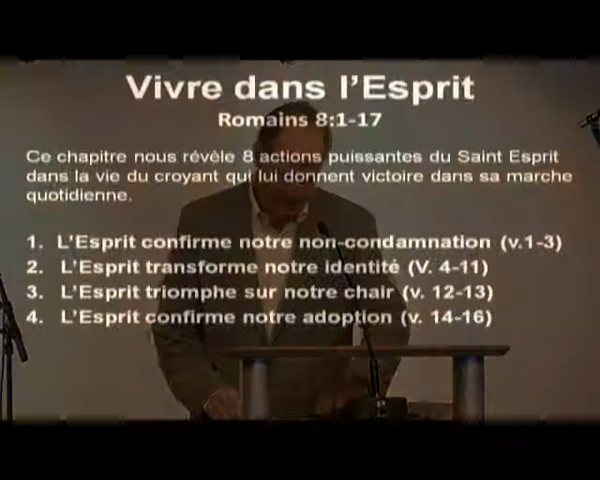 Vivre dans l'Esprit
Romains 8:1-17
Ce chapitre nous révèle 8 actions puissantes du Saint Esprit
dans la vie du croyant qui lui donnent victoire dans sa marche
quotidienne.
1. L'Esprit confirme notre non-condamnation (v.1-3)
2. L'Esprit transforme notre identité (V. 4-11)
3. L'Esprit triomphe sur notre chair (v. 12-13)
4. L'Esprit confirme notre adoption (v. 14-16)